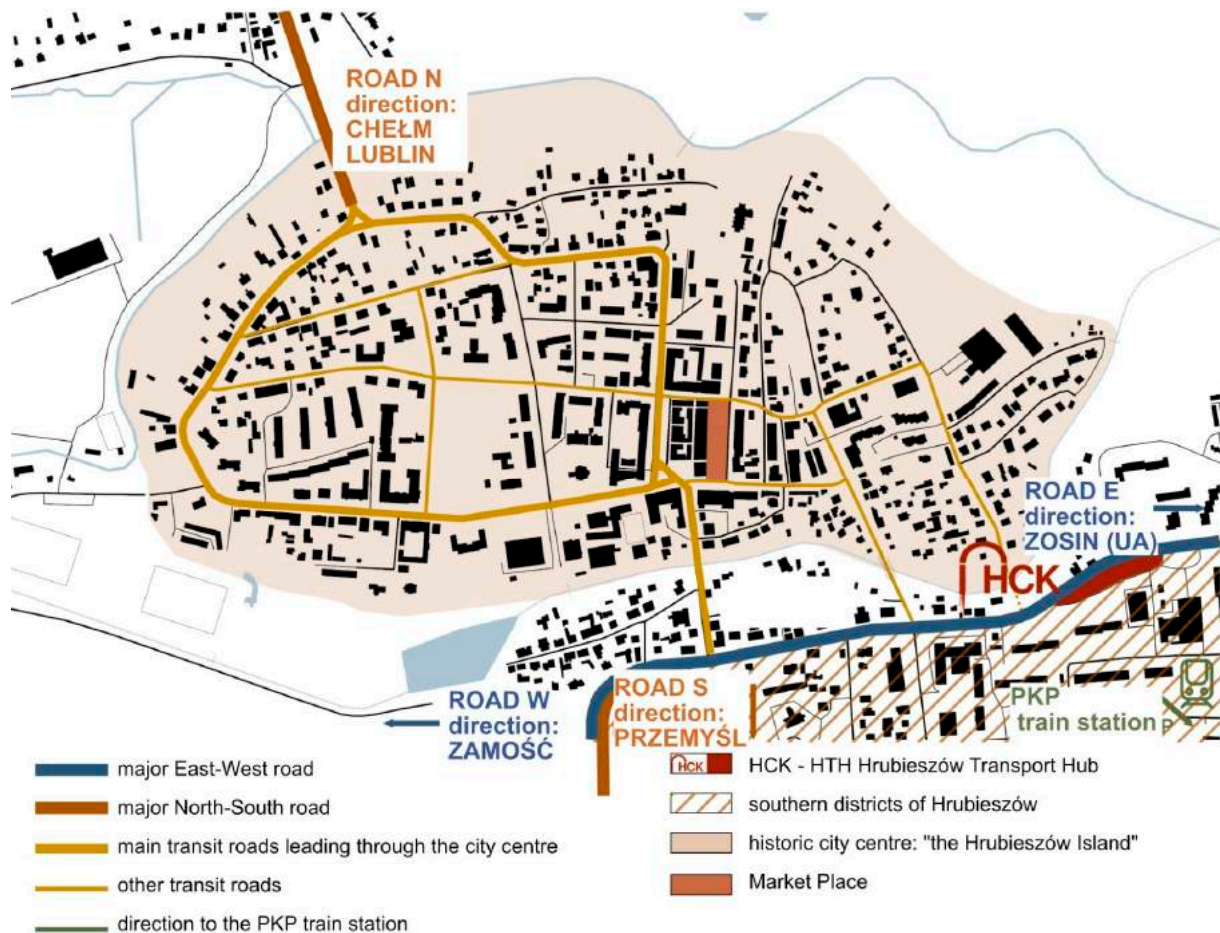 ROAD N
direction:
CHEŁM
LUBLIN
ROAD E
direction:
ZOSIN (UA)
HCK
ROAD W
direction:
ZAMOŚĆ
ROAD S
direction:
PRZEMYŚL
PKP
train station
P
major East-West road
major North-South road
main transit roads leading through the city centre
other transit roads
direction to the PKP train station
HCK
HCK - HTH Hrubieszów Transport Hub
southern districts of Hrubieszów
historic city centre: "the Hrubieszów Island"
Market Place